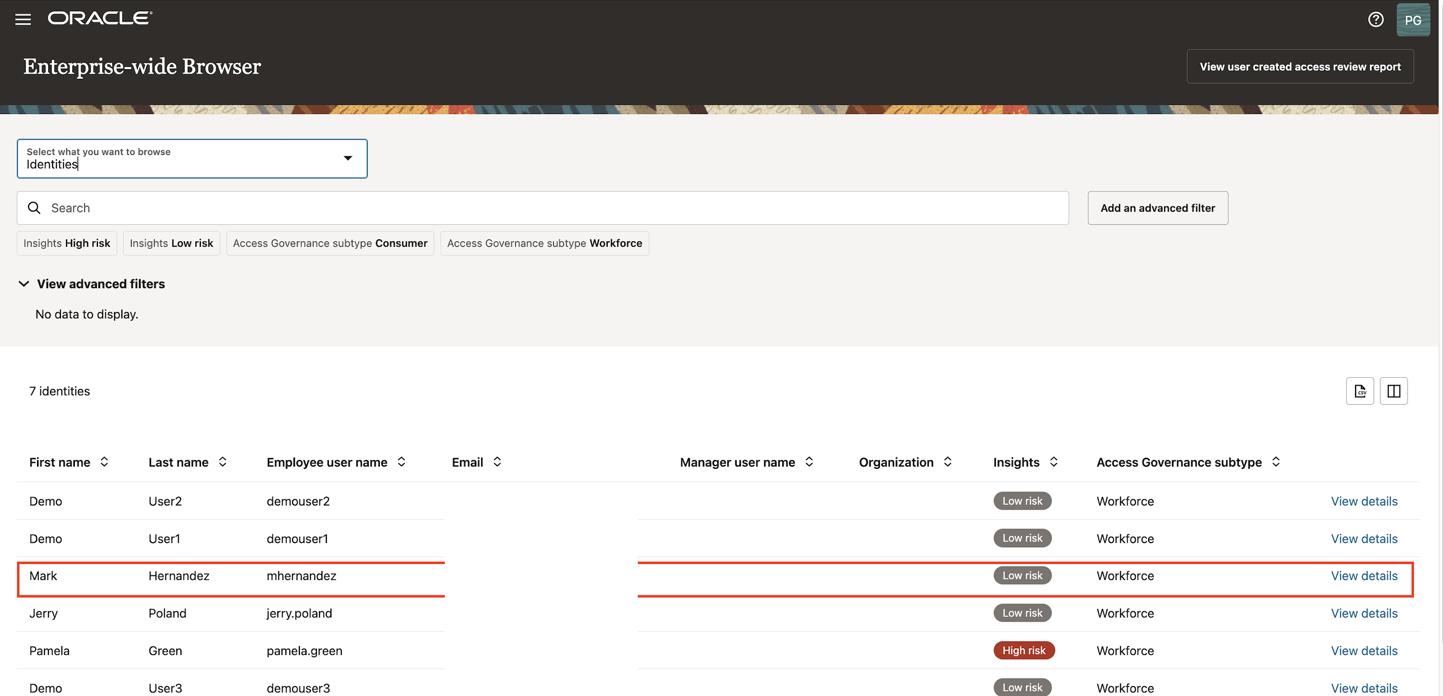 ORACLE
PG
Enterprise-wide Browser
View user created access review report
Select what you want to browse
Identities
Search
Add an advanced filter
Insights High risk
Insights Low risk
Access Governance subtype Consumer
Access Governance subtype Workforce
View advanced filters
No data to display.
7 identities
CSV
First name Last name Employee user name Email Manager user name Organization Insights Access Governance subtype
Demo User2 demouser2 Low risk Workforce View details
Demo User1 demouser1 Low risk Workforce View details
Mark Hernandez mhernandez Low risk Workforce View details
Jerry Poland jerry.poland Low risk Workforce View details
Pamela Green pamela.green High risk Workforce View details
Demo User3 demouser3 Low risk Workforce View details